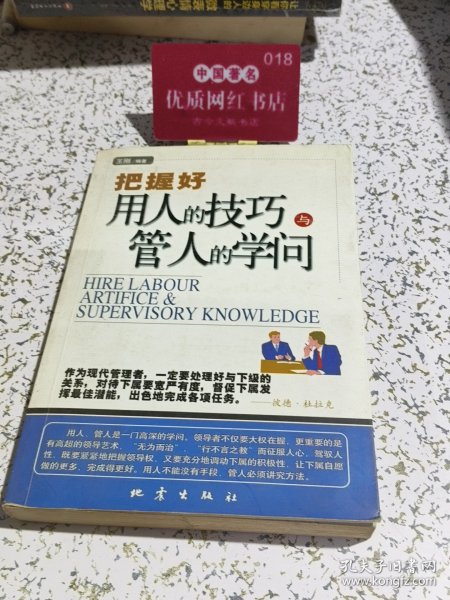 018
中国著名
优质网红书店
编著
把握好
用人的技巧与
管人的学问
HIRE LABOUR
ARTIFICE &
SUPERVISORY KNOWLEDGE
作为现代管理者，一定要处理好与下级的
关系，对待下属要宽严有度，督促下属发
挥最佳潜能，出色地完成各项任务。
——彼德·杜拉克
用人、管人是一门高深的学问。领导者不仅要大权在握，更重要的是
有高超的领导艺术。“无为而治”、“行不言之教”而征服人心，驾驭人
性。既要紧紧地把握领导权，又要充分地调动下属的积极性，让下属自愿
做的更多，完成得更好。用人不能没有手段，管人必须讲究方法。
地震出版社
孔夫子旧书网
www.kongfz.com